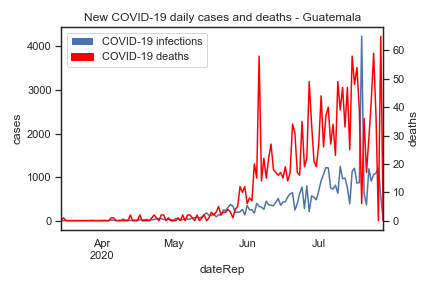 New COVID-19 daily cases and deaths - Guatemala
COVID-19 infections
COVID-19 deaths
4000
3000
2000
1000
0
cases
60
50
40
30
20
10
0
deaths
Apr
2020
May
Jun
Jul
dateRep